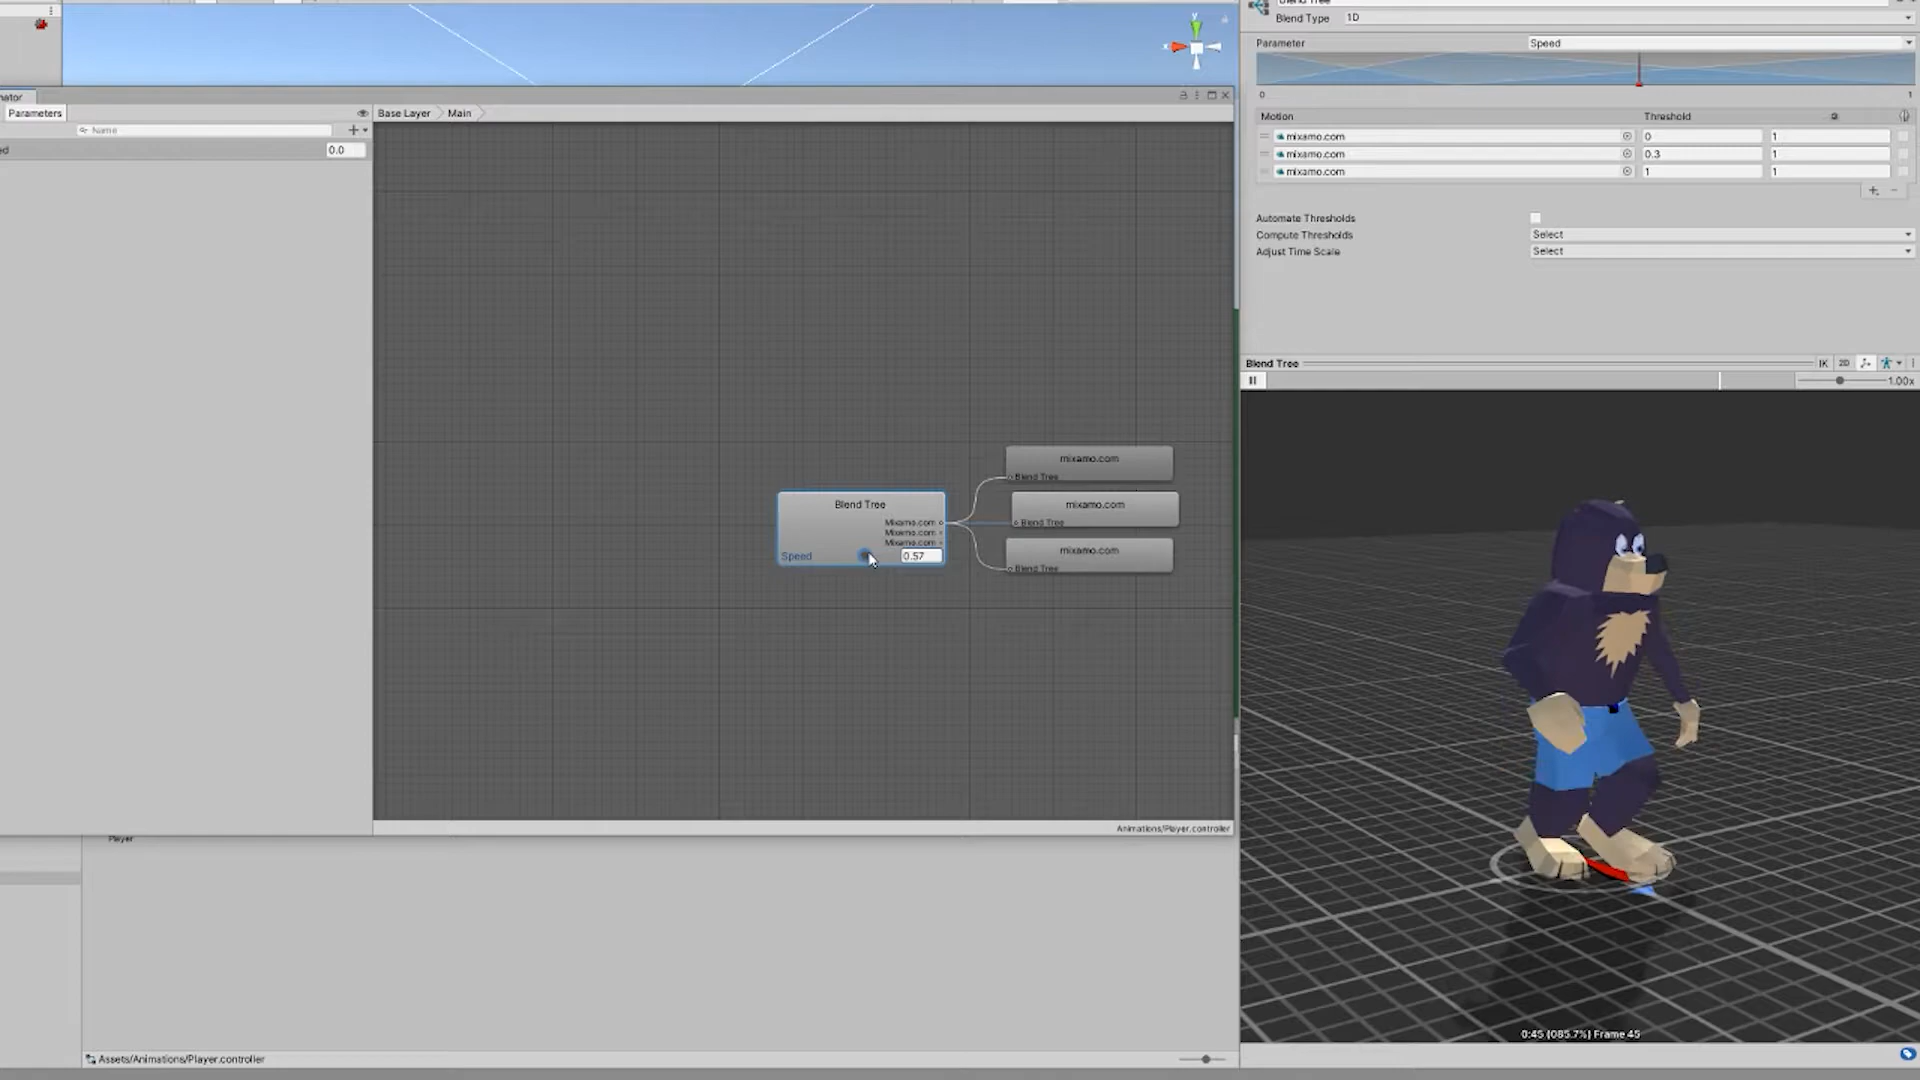 Blend Tree
Blend Type 1D
Parameter Speed
0 1
Motion Threshold
mixamo.com 0 1
mixamo.com 0.3 1
mixamo.com 1 1
Automate Thresholds
Compute Thresholds Select
Adjust Time Scale Select
Blend Tree IK 2D
1.00x
0:45 (085.7%) Frame 45
Parameters
Name
0.0
Base Layer Main
mixamo.com
Blend Tree
mixamo.com
Blend Tree
mixamo.com
Blend Tree
Blend Tree
Mixamo.com
Mixamo.com
Mixamo.com
Speed 0.57
Animations/Player.controller
Player
Assets/Animations/Player.controller
y
x